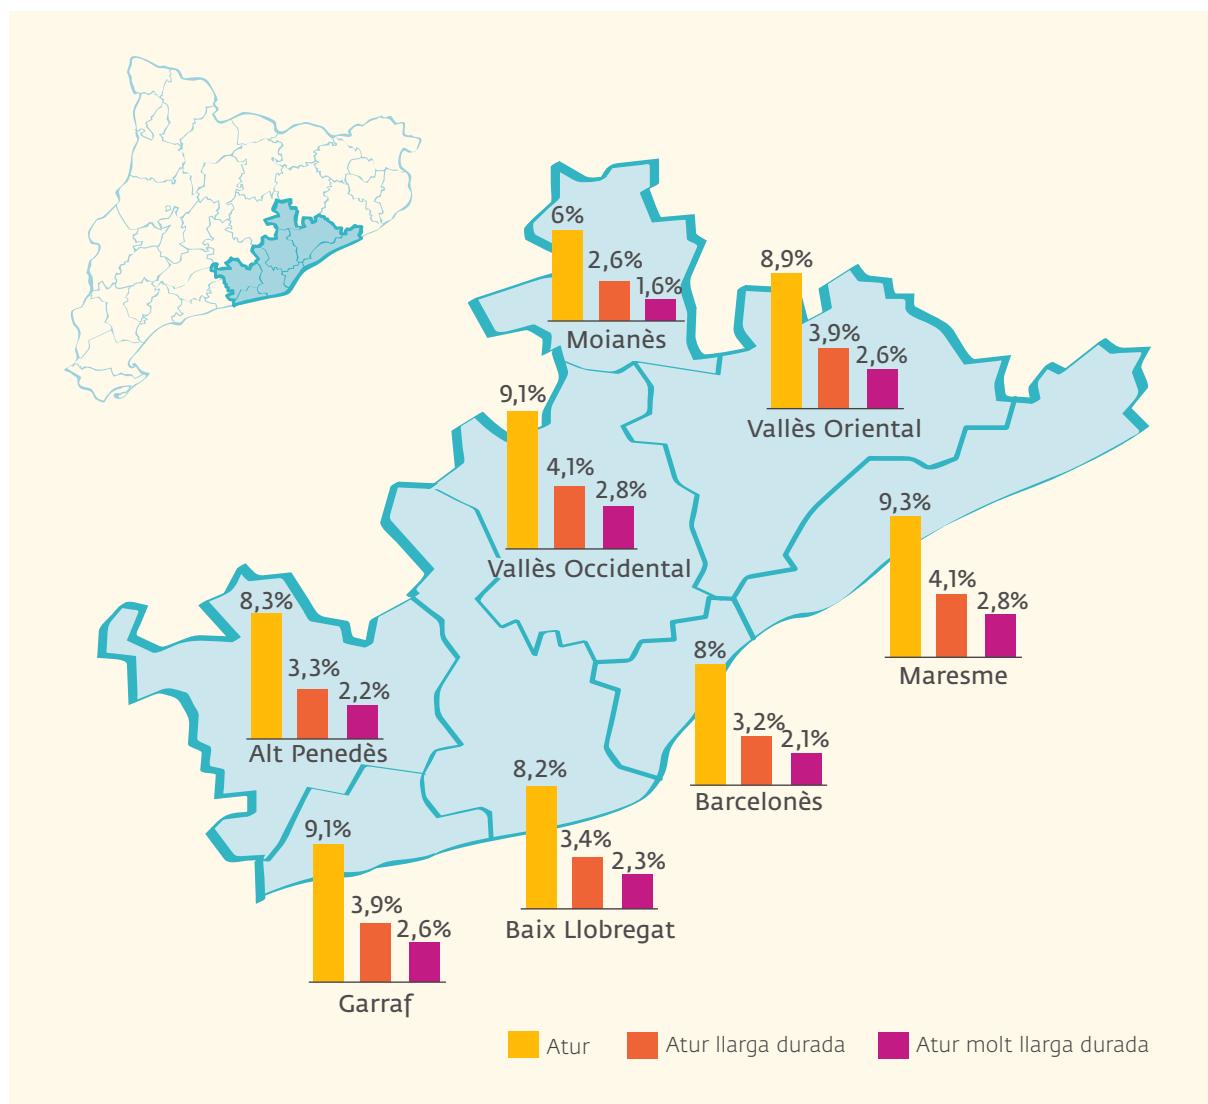 6%
2,6%
1,6%
Moianès
8,9%
3,9%
2,6%
Vallès Oriental
9,1%
4,1%
2,8%
Vallès Occidental
9,3%
4,1%
2,8%
Maresme
8,3%
3,3%
2,2%
Alt Penedès
8%
3,2%
2,1%
Barcelonès
8,2%
3,4%
2,3%
Baix Llobregat
9,1%
3,9%
2,6%
Garraf
Atur
Atur llarga durada
Atur molt llarga durada